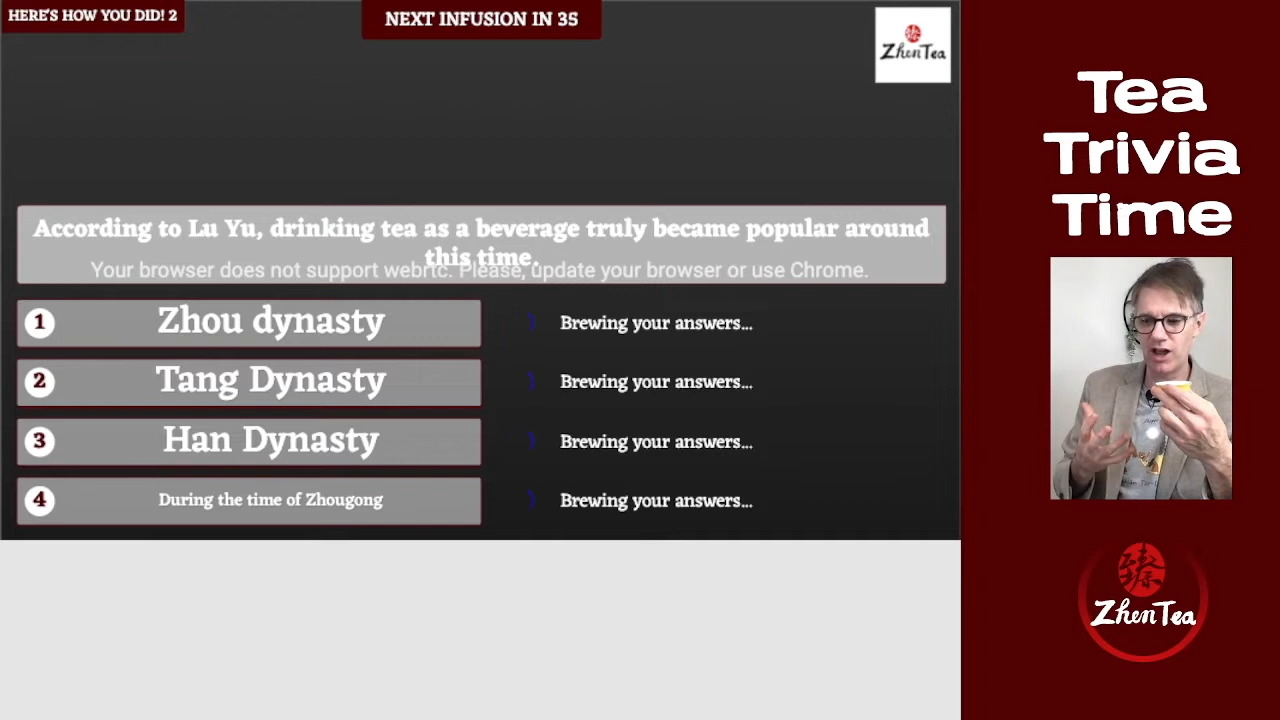 HERE'S HOW YOU DID! 2
NEXT INFUSION IN 35
臻
ZhenTea
According to Lu Yu, drinking tea as a beverage truly became popular around
this time.
Your browser does not support webrtc. Please, update your browser or use Chrome.
1 Zhou dynasty Brewing your answers...
2 Tang Dynasty Brewing your answers...
3 Han Dynasty Brewing your answers...
4 During the time of Zhougong Brewing your answers...
Tea
Trivia
Time
臻
ZhenTea